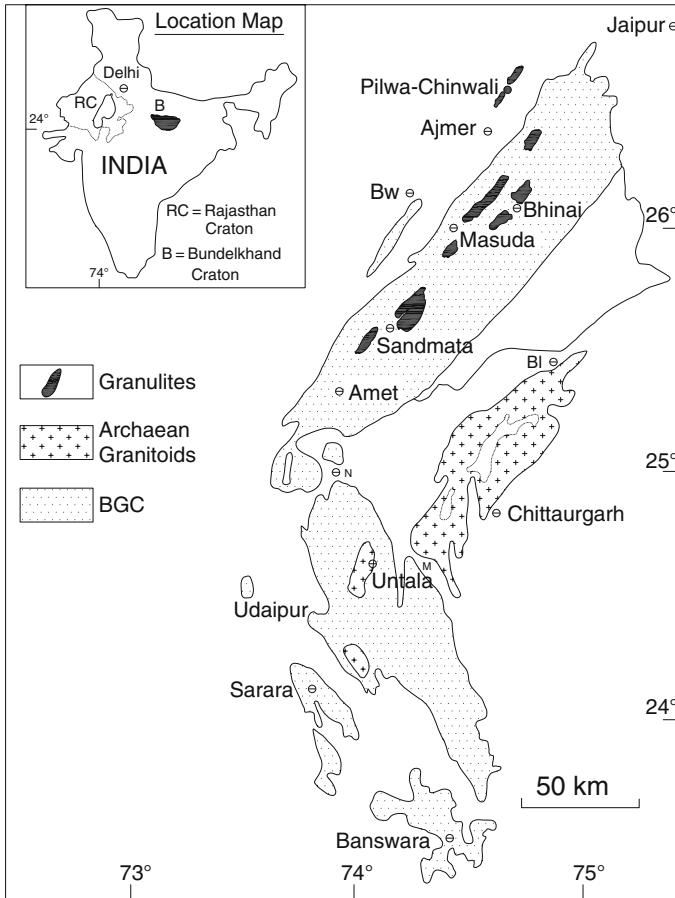 Location Map
Delhi
RC
B
24°
INDIA
RC = Rajasthan
Craton
B = Bundelkhand
Craton
74°
Jaipur
Pilwa-Chinwali
Ajmer
Bw
Bhinai
26°
Masuda
Sandmata
Bl
Amet
Granulites
Archaean
Granitoids
BGC
N
25°
Chittaurgarh
M
Untala
Udaipur
Sarara
24°
50 km
Banswara
73°
74°
75°